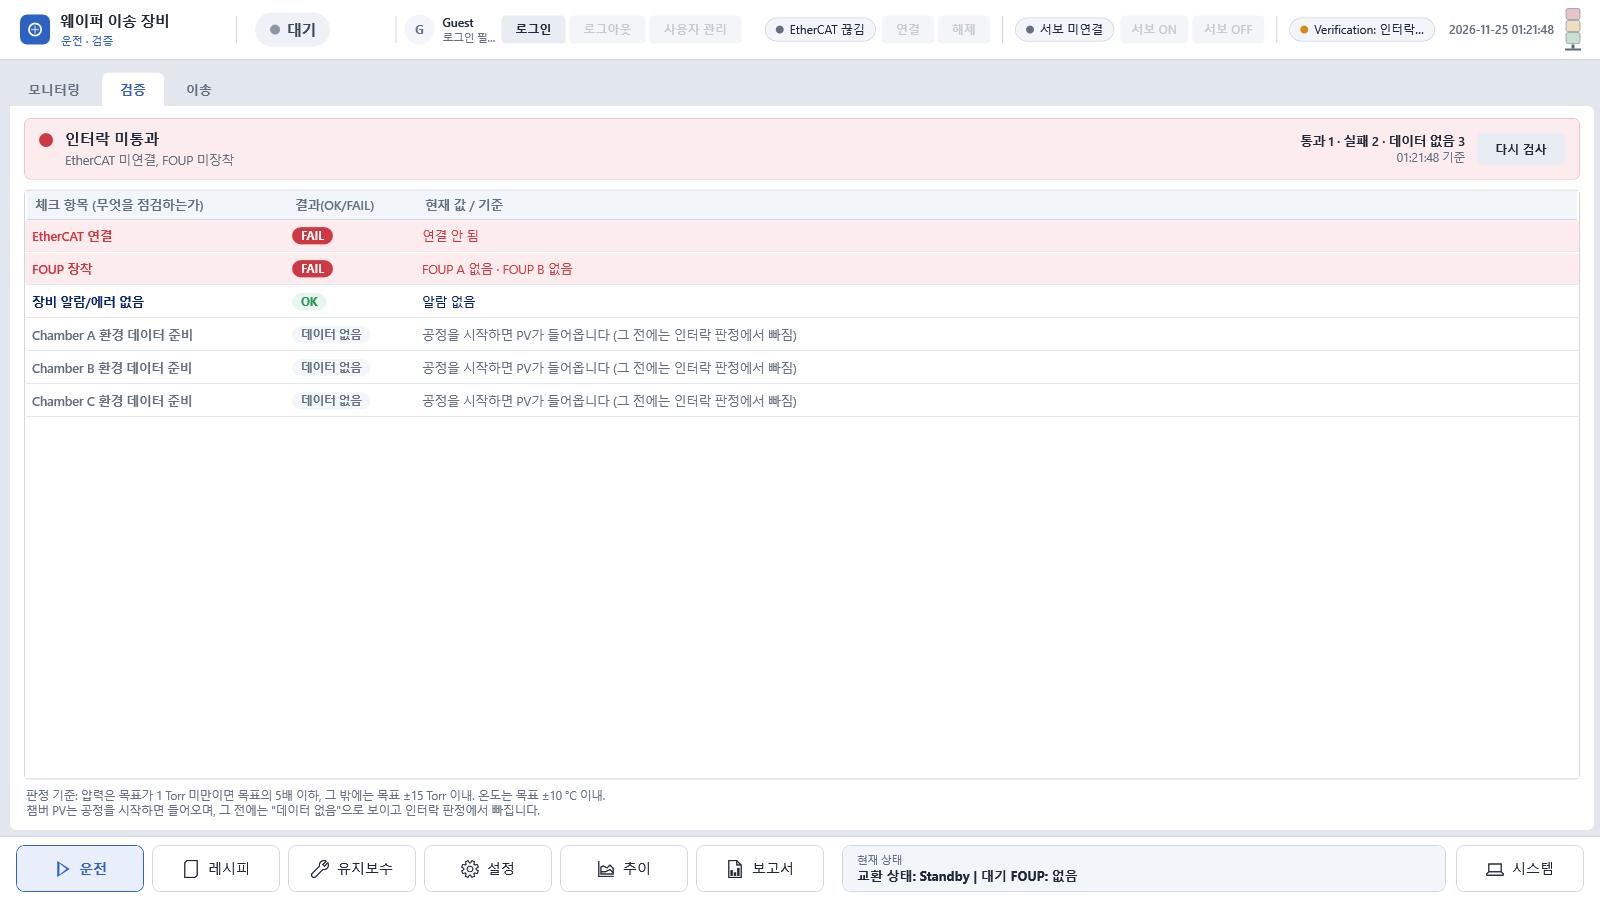 웨이퍼 이송 장비
운전 · 검증
대기
G
Guest
로그인 필...
로그인
로그아웃
사용자 관리
EtherCAT 끊김
연결
해제
서보 미연결
서보 ON
서보 OFF
Verification: 인터락...
2026-11-25 01:21:48
모니터링
검증
이송
인터락 미통과
EtherCAT 미연결, FOUP 미장착
통과 1 · 실패 2 · 데이터 없음 3
01:21:48 기준
다시 검사
체크 항목 (무엇을 점검하는가)
결과(OK/FAIL)
현재 값 / 기준
EtherCAT 연결
FAIL
연결 안 됨
FOUP 장착
FAIL
FOUP A 없음 · FOUP B 없음
장비 알람/에러 없음
OK
알람 없음
Chamber A 환경 데이터 준비
데이터 없음
공정을 시작하면 PV가 들어옵니다 (그 전에는 인터락 판정에서 빠짐)
Chamber B 환경 데이터 준비
데이터 없음
공정을 시작하면 PV가 들어옵니다 (그 전에는 인터락 판정에서 빠짐)
Chamber C 환경 데이터 준비
데이터 없음
공정을 시작하면 PV가 들어옵니다 (그 전에는 인터락 판정에서 빠짐)
판정 기준: 압력은 목표가 1 Torr 미만이면 목표의 5배 이하, 그 밖에는 목표 ±15 Torr 이내. 온도는 목표 ±10 °C 이내.
챔버 PV는 공정을 시작하면 들어오며, 그 전에는 "데이터 없음"으로 보이고 인터락 판정에서 빠집니다.
운전
레시피
유지보수
설정
추이
보고서
현재 상태
교환 상태: Standby | 대기 FOUP: 없음
시스템